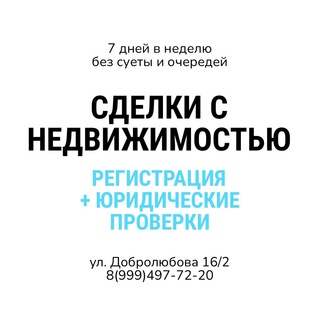 7 дней в неделю
без суеты и очередей
СДЕЛКИ С
НЕДВИЖИМОСТЬЮ
РЕГИСТРАЦИЯ
+ ЮРИДИЧЕСКИЕ
ПРОВЕРКИ
ул. Добролюбова 16/2
8(999)497-72-20